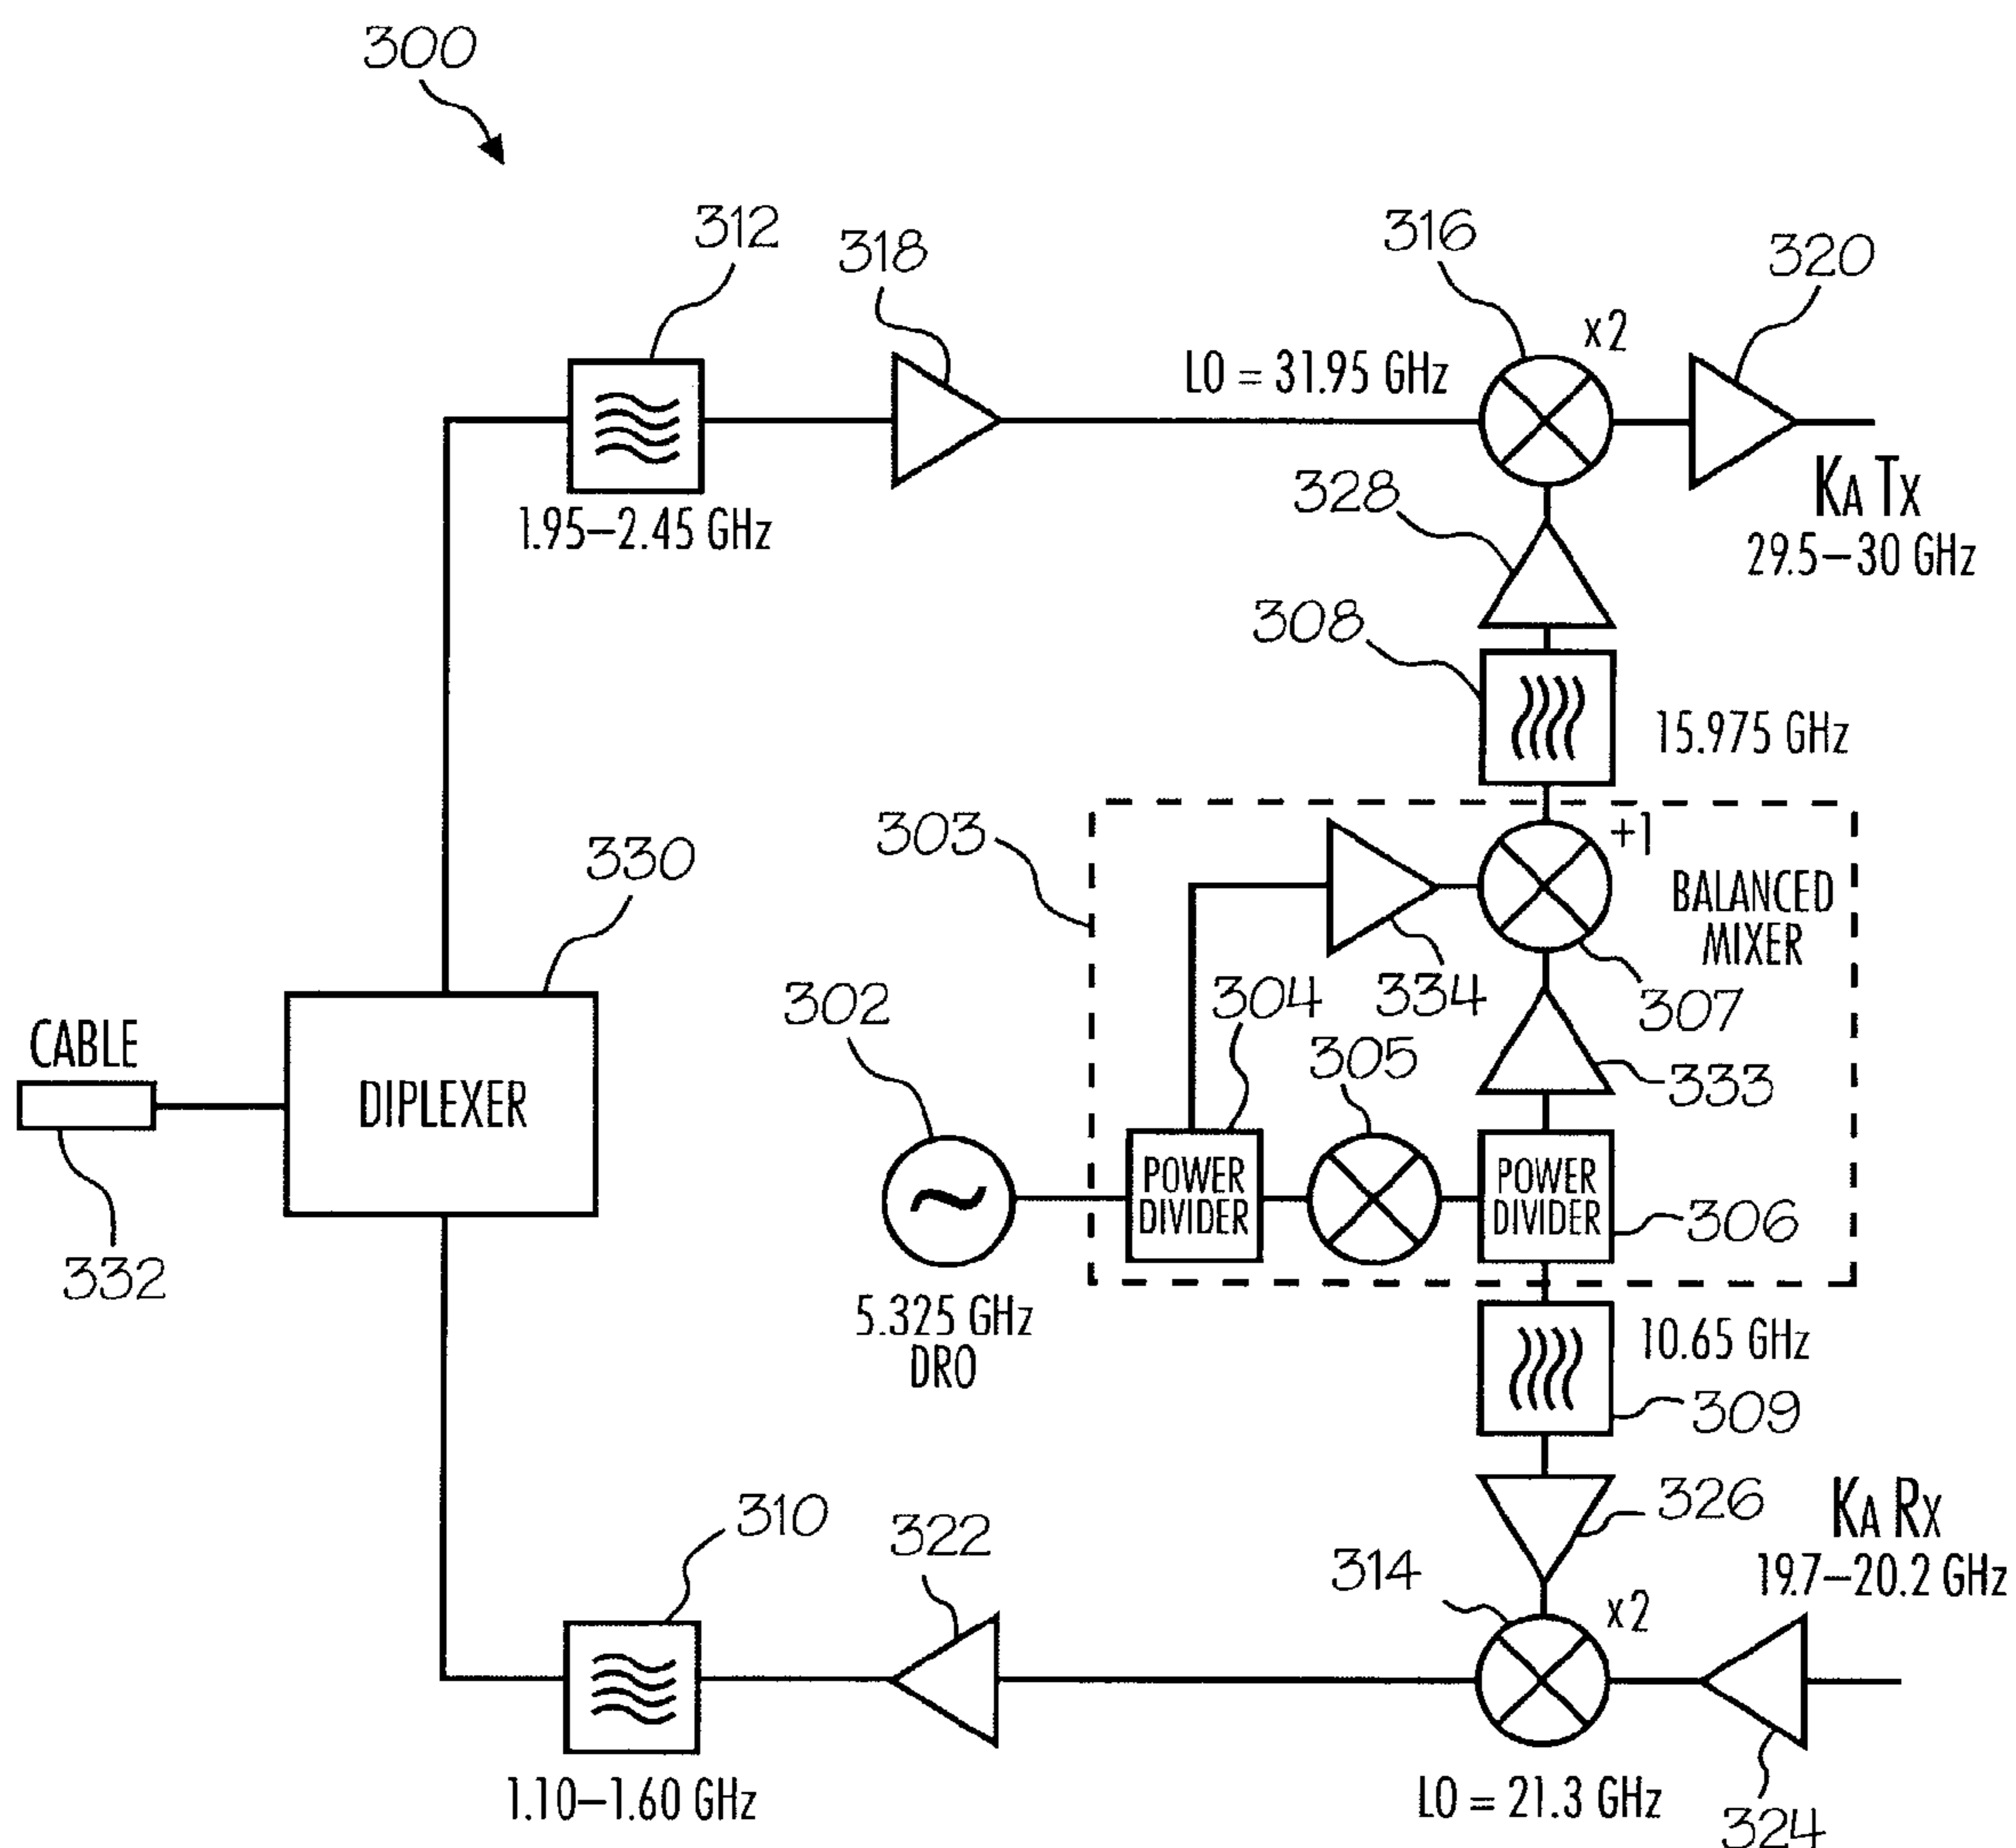 300
312
318
316
320
x2
LO = 31.95 GHz
KA TX
29.5–30 GHz
1.95–2.45 GHz
328
308
15.975 GHz
303
+1
BALANCED
MIXER
330
334
307
302
304
305
333
CABLE
DIPLEXER
POWER
DIVIDER
POWER
DIVIDER
306
332
5.325 GHz
DRO
10.65 GHz
309
326
KA RX
19.7–20.2 GHz
310
322
314
x2
1.10–1.60 GHz
LO = 21.3 GHz
324